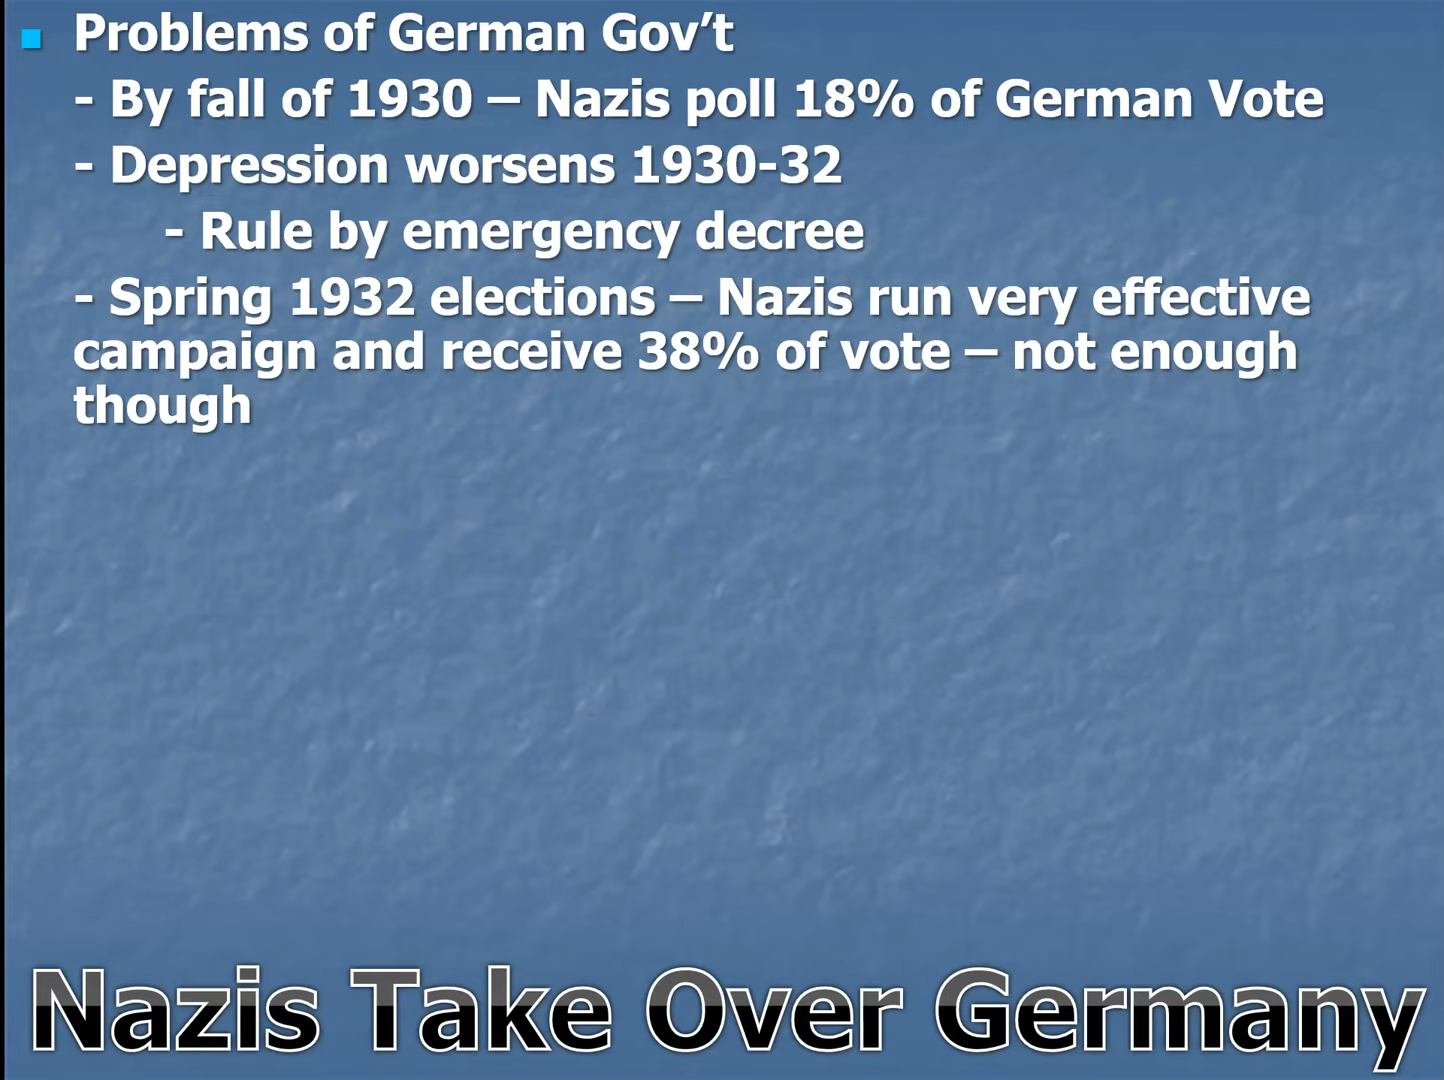 Problems of German Gov’t
- By fall of 1930 – Nazis poll 18% of German Vote
- Depression worsens 1930-32
- Rule by emergency decree
- Spring 1932 elections – Nazis run very effective
campaign and receive 38% of vote – not enough
though
Nazis Take Over Germany